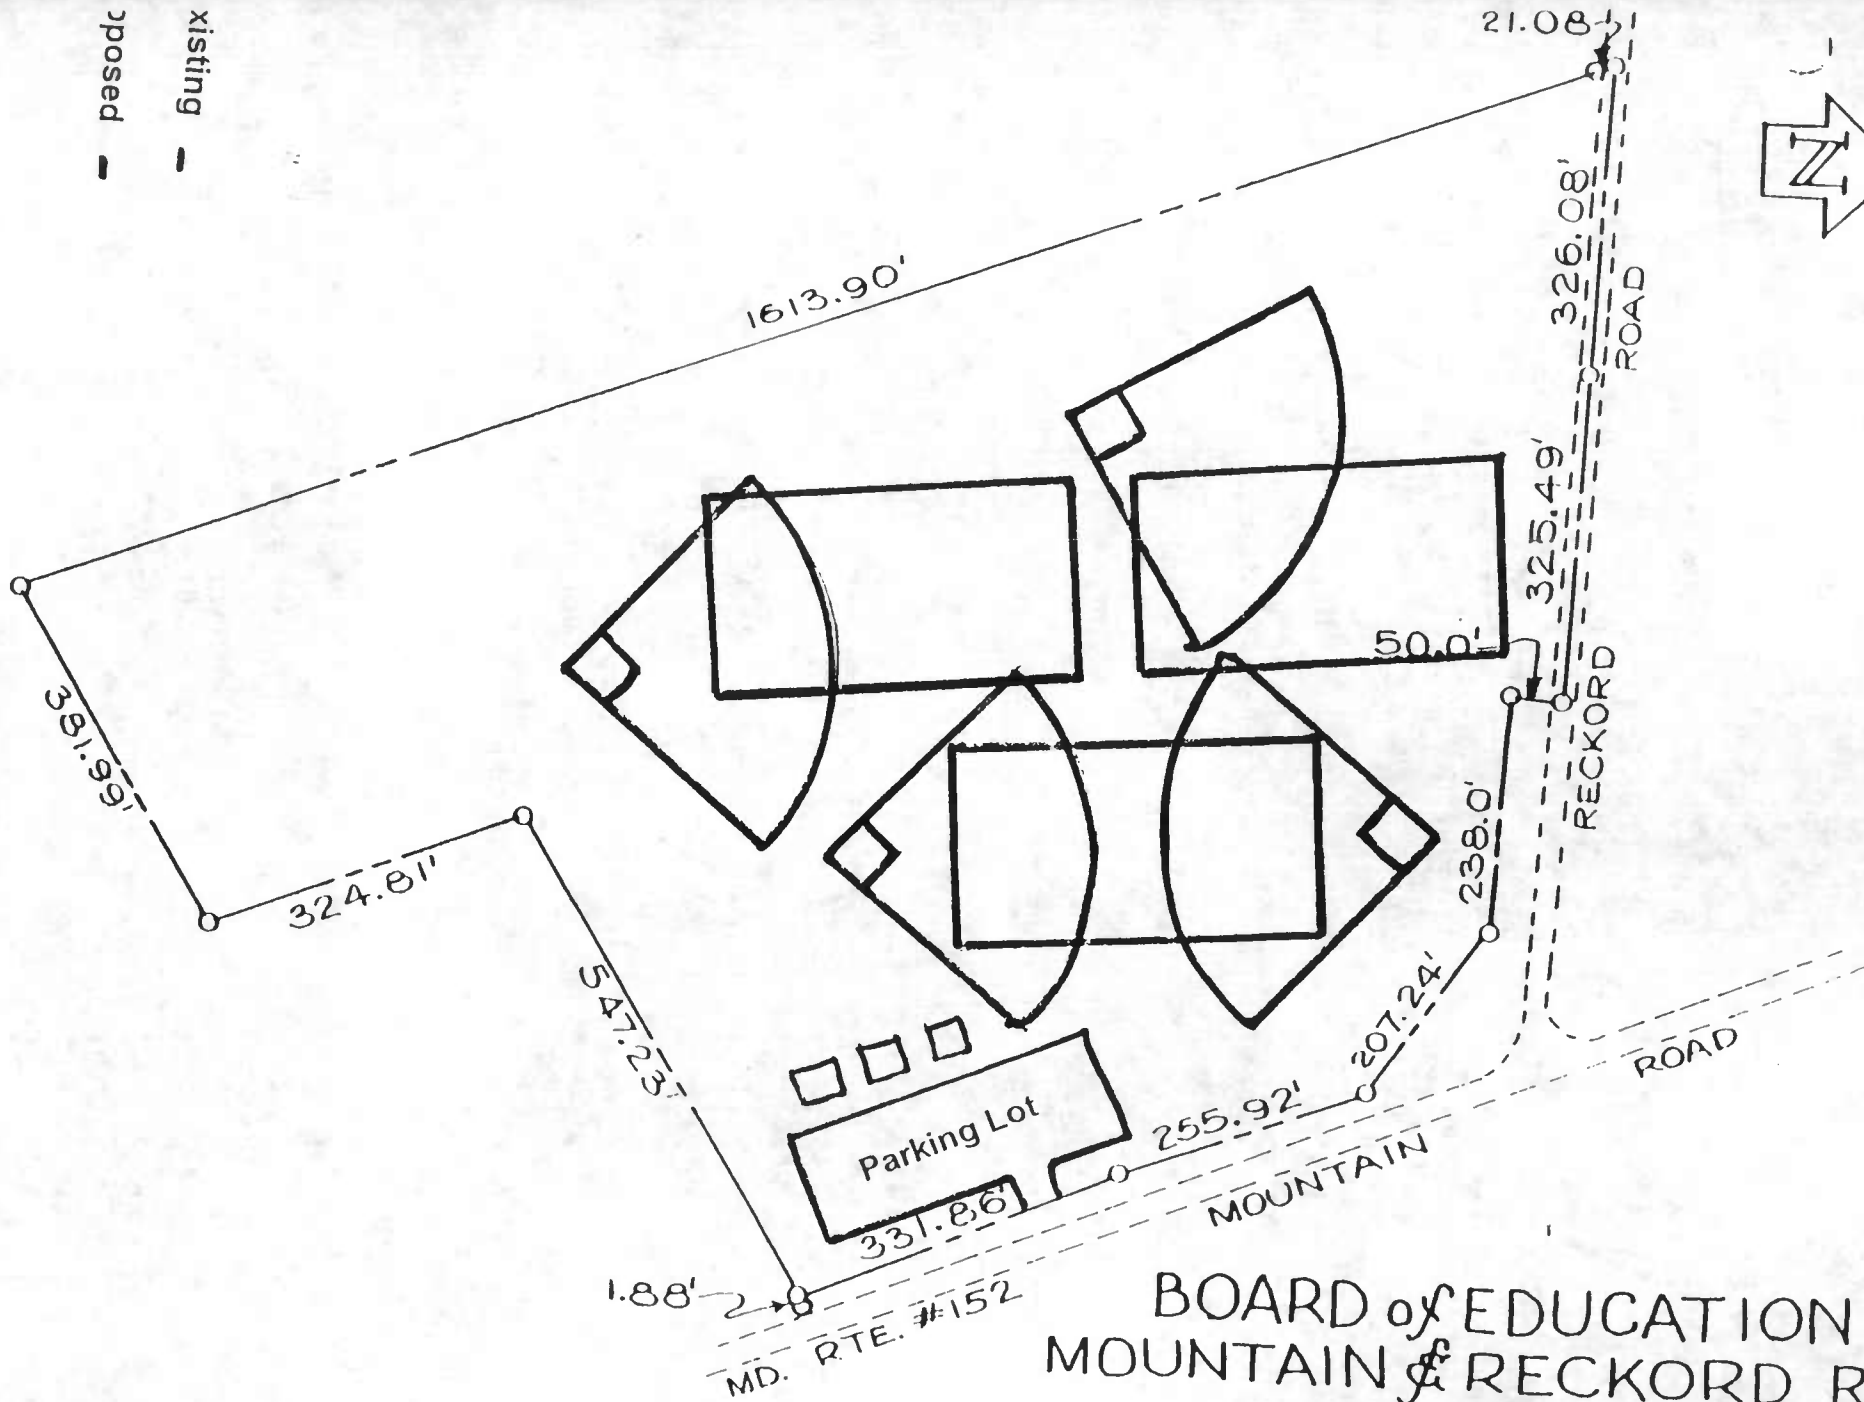 xisting –
posed –
21.08'
N
326.08'
ROAD
1613.90'
325.49'
50.0'
RECKORD
381.99'
238.0'
324.81'
547.23'
207.24'
ROAD
255.92'
Parking Lot
MOUNTAIN
331.86'
1.88'
MD. RTE. #152
BOARD of EDUCATION
MOUNTAIN & RECKORD R